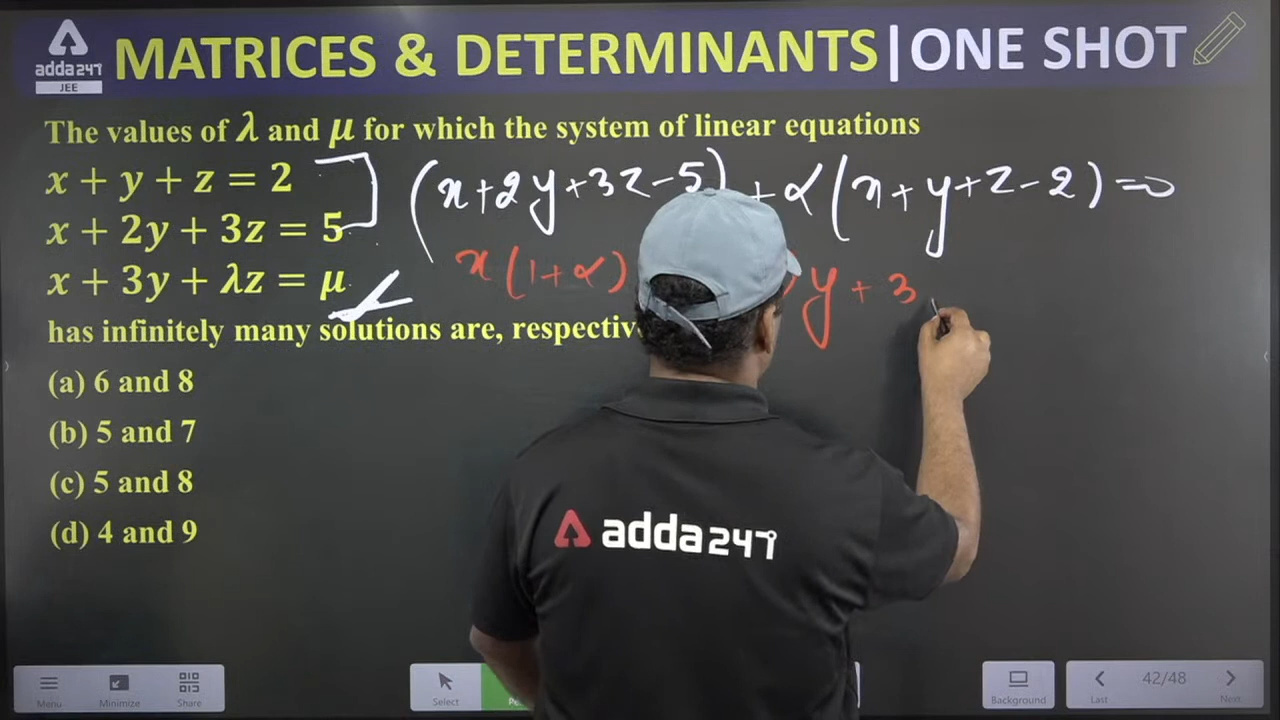 adda247
JEE
MATRICES & DETERMINANTS|ONE SHOT
The values of λ and μ for which the system of linear equations
x + y + z = 2
x + 2y + 3z = 5
x + 3y + λz = μ
(x+2y+3z-5) + α(x+y+z-2)=0
x(1+α) y + 3
has infinitely many solutions are,
(a) 6 and 8
(b) 5 and 7
(c) 5 and 8
(d) 4 and 9
adda247
Menu
Minimize
Share
Select
Background
Last
42/48
Next